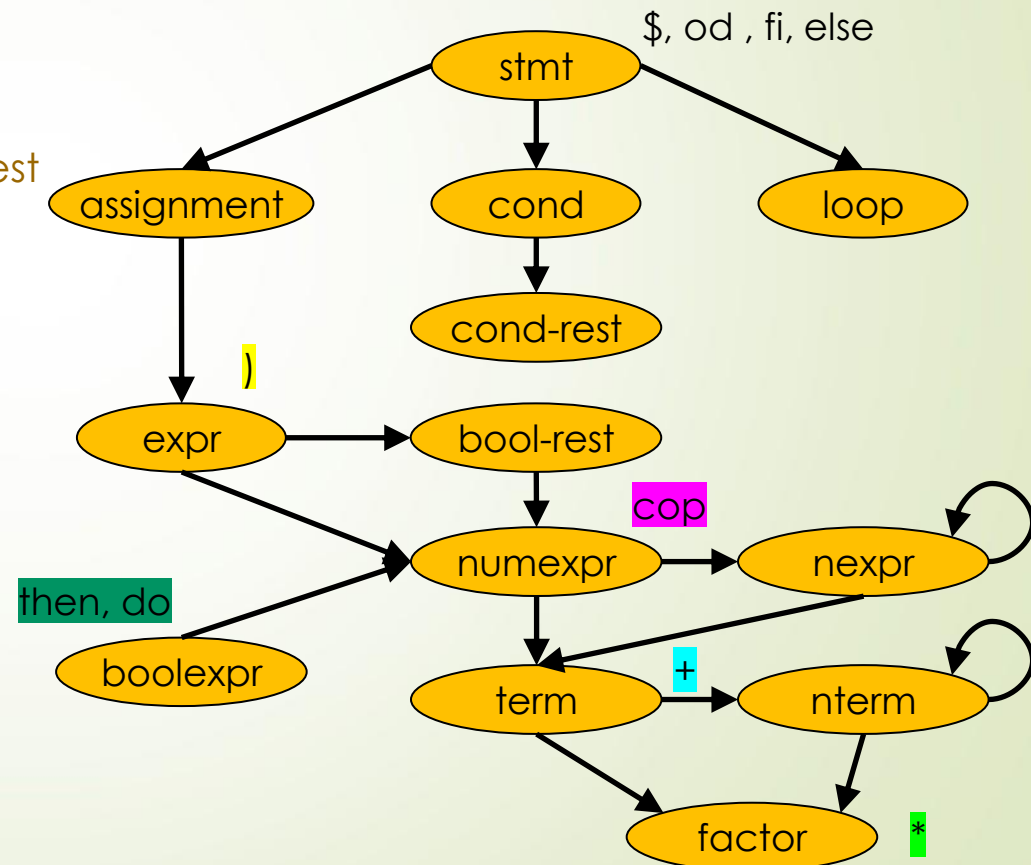 $, od , fi, else
stmt
est
assignment
cond
loop
cond-rest
)
expr
bool-rest
cop
numexpr
nexpr
then, do
boolexpr
+
term
nterm
factor
*